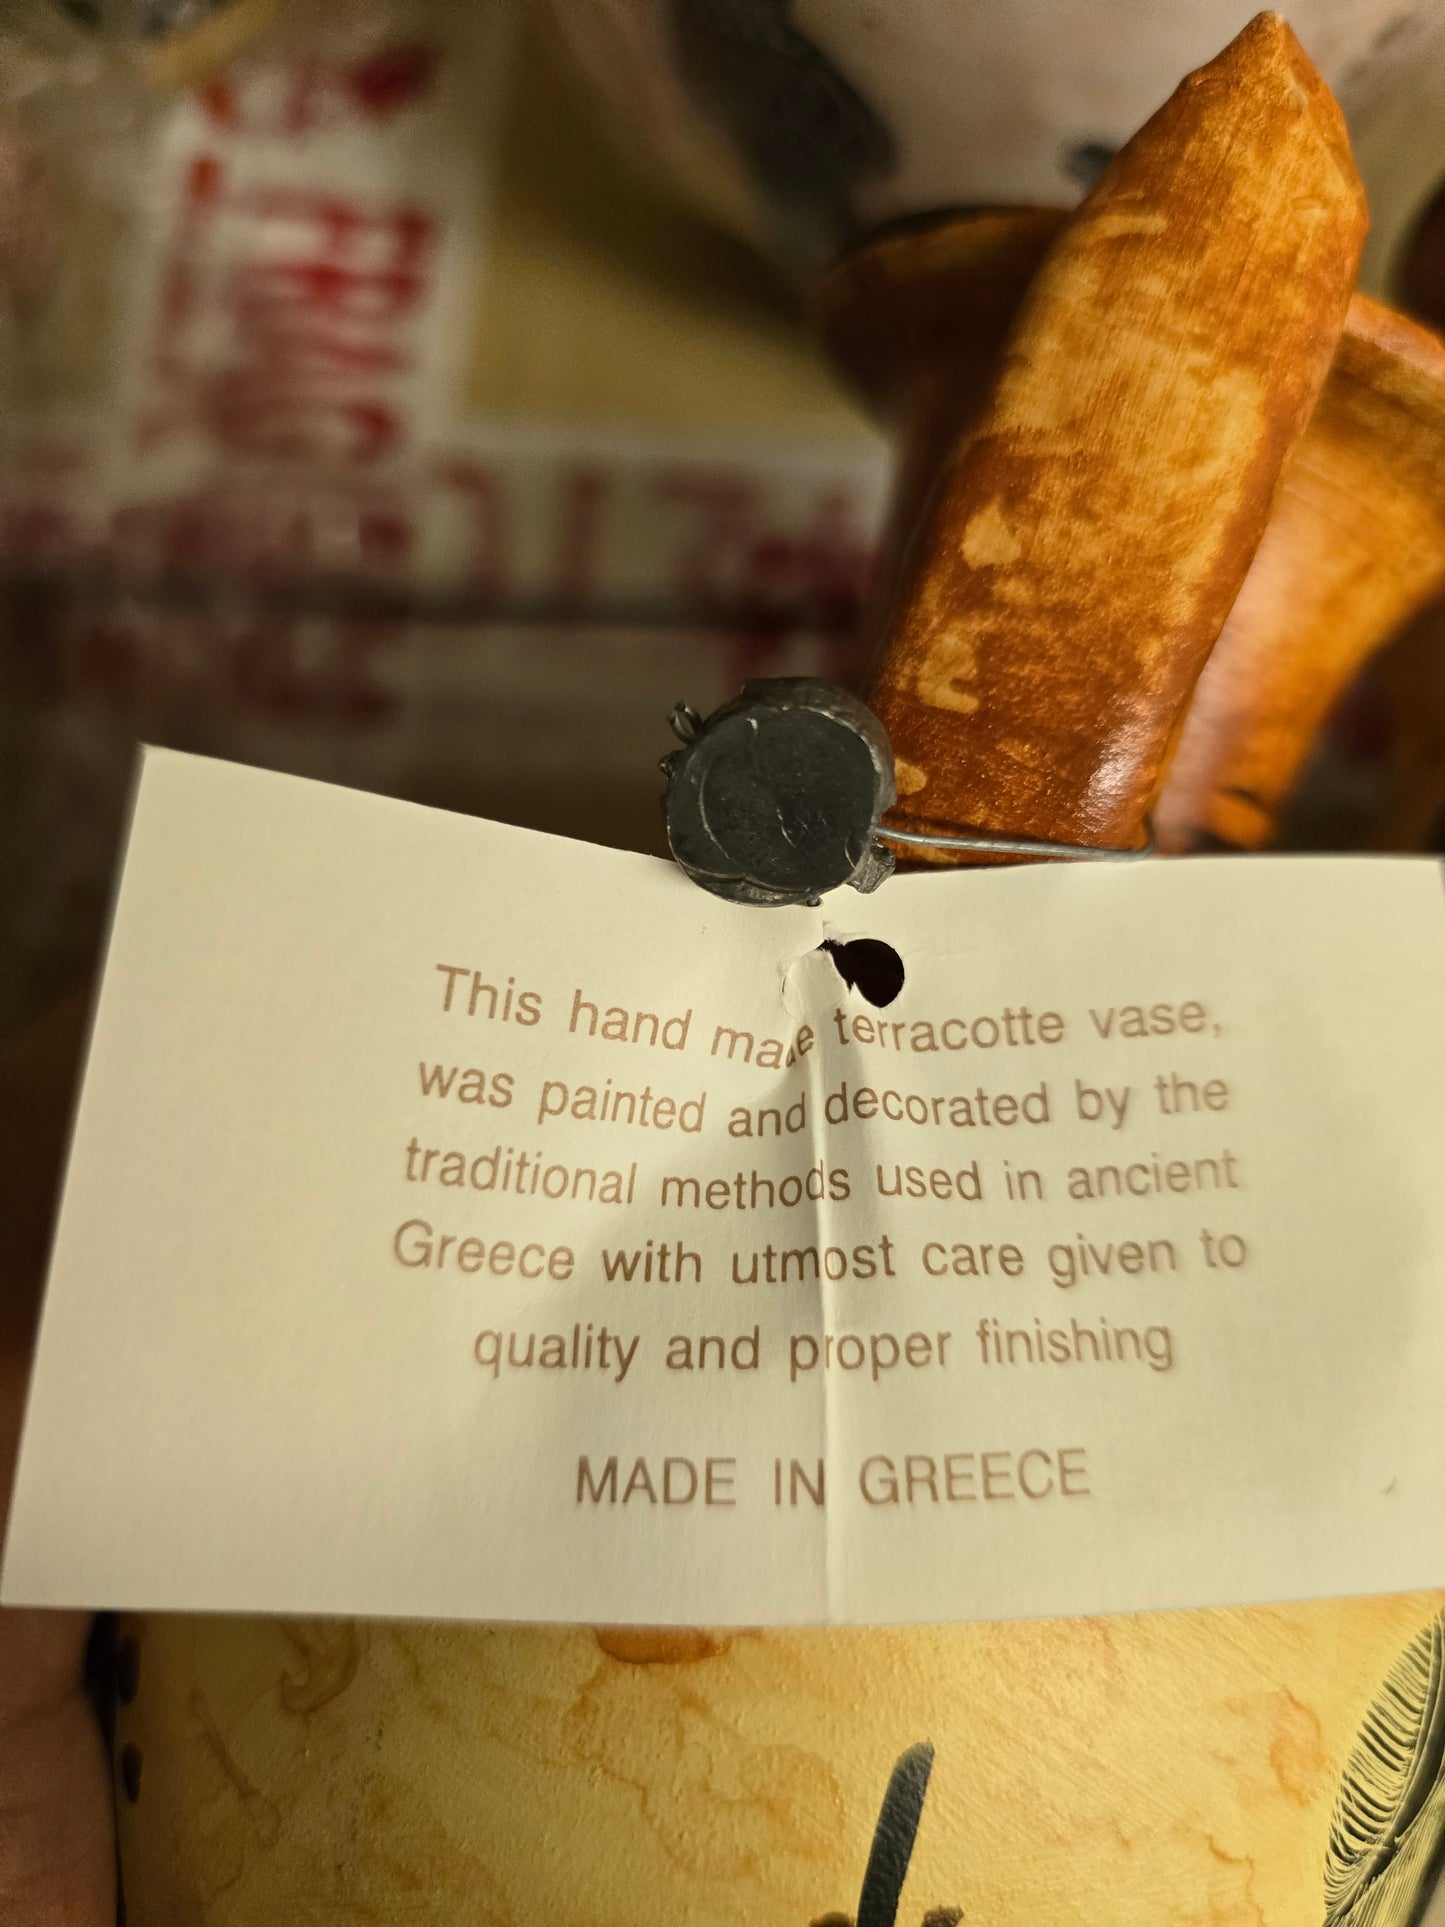 This hand made terracotte vase,
was painted and decorated by the
traditional methods used in ancient
Greece with utmost care given to
quality and proper finishing
MADE IN GREECE